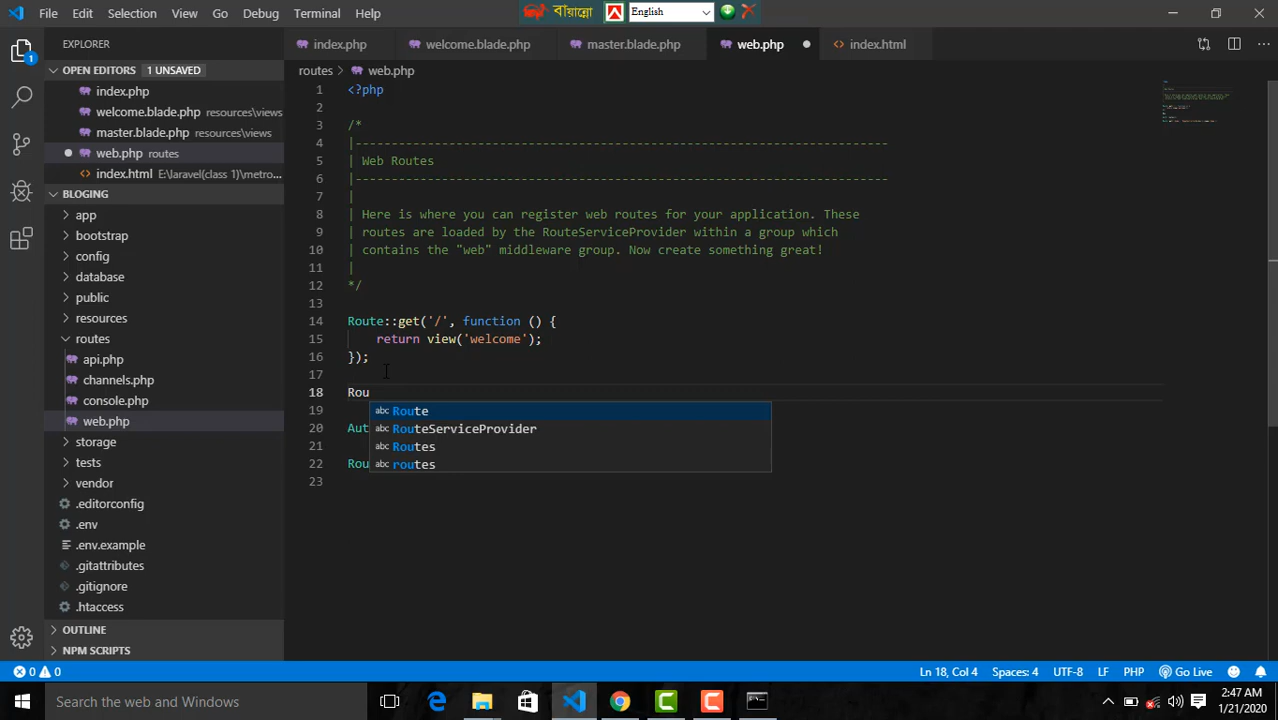 File Edit Selection View Go Debug Terminal Help
বায়ান্নো English
EXPLORER
OPEN EDITORS 1 UNSAVED
index.php
welcome.blade.php resources\views
master.blade.php resources\views
web.php routes
index.html E:\laravel(class 1)\metro...
BLOGING
app
bootstrap
config
database
public
resources
routes
api.php
channels.php
console.php
web.php
storage
tests
vendor
.editorconfig
.env
.env.example
.gitattributes
.gitignore
.htaccess
OUTLINE
NPM SCRIPTS
index.php welcome.blade.php master.blade.php web.php index.html
routes > web.php
1 <?php
2
3 /*
4 |--------------------------------------------------------------------------
5 | Web Routes
6 |--------------------------------------------------------------------------
7 |
8 | Here is where you can register web routes for your application. These
9 | routes are loaded by the RouteServiceProvider within a group which
10 | contains the "web" middleware group. Now create something great!
11 |
12 */
13
14 Route::get('/', function () {
15 return view('welcome');
16 });
17
18 Rou
19
20 Aut
21
22 Rou
23
abc Route
abc RouteServiceProvider
abc Routes
abc routes
0 0 Ln 18, Col 4 Spaces: 4 UTF-8 LF PHP Go Live
1
Search the web and Windows
2:47 AM
1/21/2020